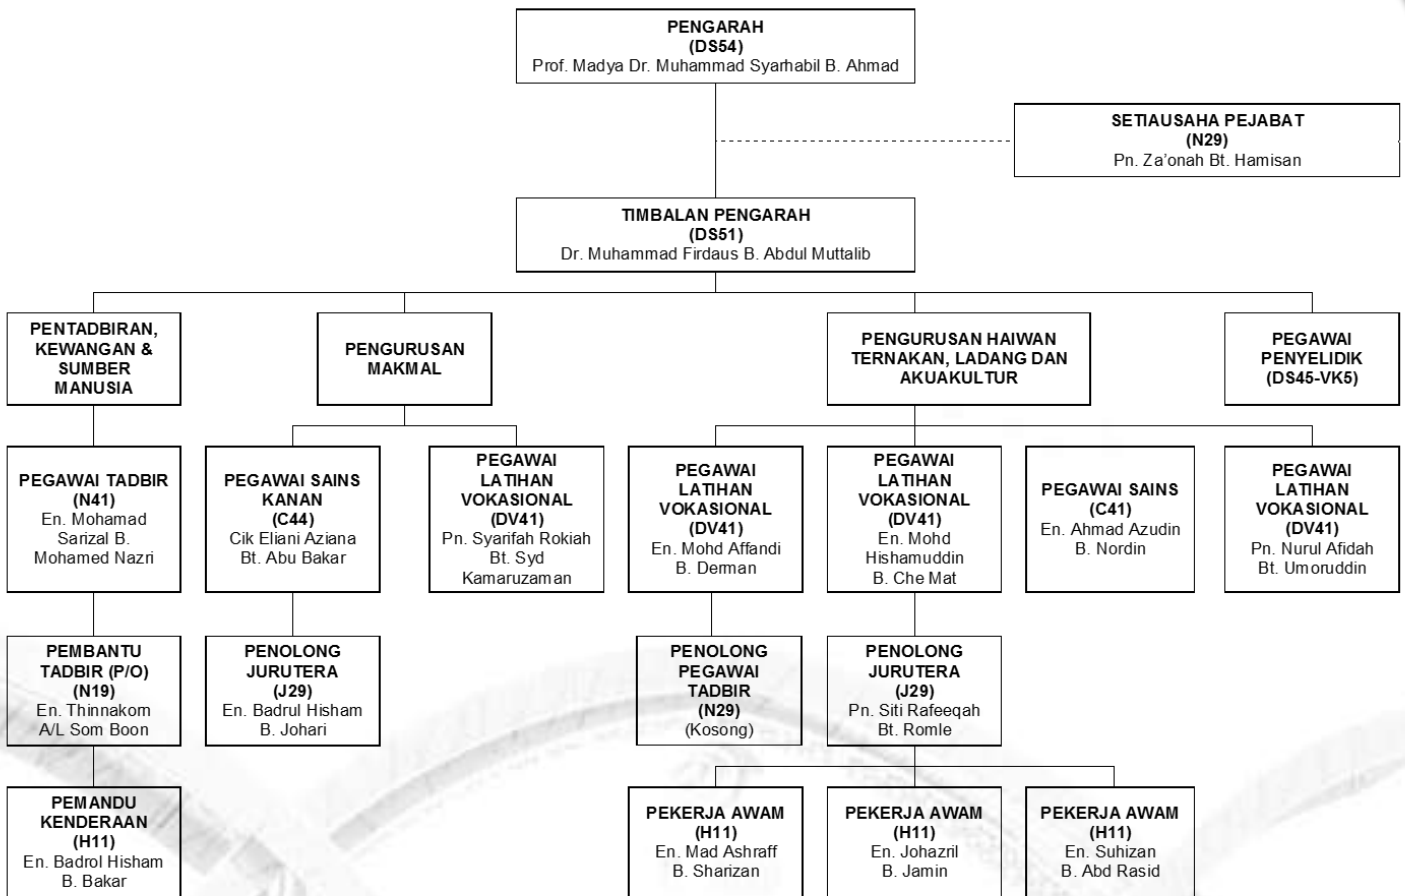 PENGARAH
(DS54)
Prof. Madya Dr. Muhammad Syarhabil B. Ahmad
SETIAUSAHA PEJABAT
(N29)
Pn. Za’onah Bt. Hamisan
TIMBALAN PENGARAH
(DS51)
Dr. Muhammad Firdaus B. Abdul Muttalib
PENTADBIRAN,
KEWANGAN &
SUMBER
MANUSIA
PENGURUSAN
MAKMAL
PENGURUSAN HAIWAN
TERNAKAN, LADANG DAN
AKUAKULTUR
PEGAWAI
PENYELIDIK
(DS45-VK5)
PEGAWAI TADBIR
(N41)
En. Mohamad
Sarizal B.
Mohamed Nazri
PEGAWAI SAINS
KANAN
(C44)
Cik Eliani Aziana
Bt. Abu Bakar
PEGAWAI
LATIHAN
VOKASIONAL
(DV41)
Pn. Syarifah Rokiah
Bt. Syd
Kamaruzaman
PEGAWAI
LATIHAN
VOKASIONAL
(DV41)
En. Mohd Affandi
B. Derman
PEGAWAI
LATIHAN
VOKASIONAL
(DV41)
En. Mohd
Hishamuddin
B. Che Mat
PEGAWAI SAINS
(C41)
En. Ahmad Azudin
B. Nordin
PEGAWAI
LATIHAN
VOKASIONAL
(DV41)
Pn. Nurul Afidah
Bt. Umoruddin
PEMBANTU
TADBIR (P/O)
(N19)
En. Thinnakorn
A/L Som Boon
PENOLONG
JURUTERA
(J29)
En. Badrul Hisham
B. Johari
PENOLONG
PEGAWAI
TADBIR
(N29)
(Kosong)
PENOLONG
JURUTERA
(J29)
Pn. Siti Rafeeqah
Bt. Romle
PEMANDU
KENDERAAN
(H11)
En. Badrol Hisham
B. Bakar
PEKERJA AWAM
(H11)
En. Mad Ashraff
B. Sharizan
PEKERJA AWAM
(H11)
En. Johazril
B. Jamin
PEKERJA AWAM
(H11)
En. Suhizan
B. Abd Rasid